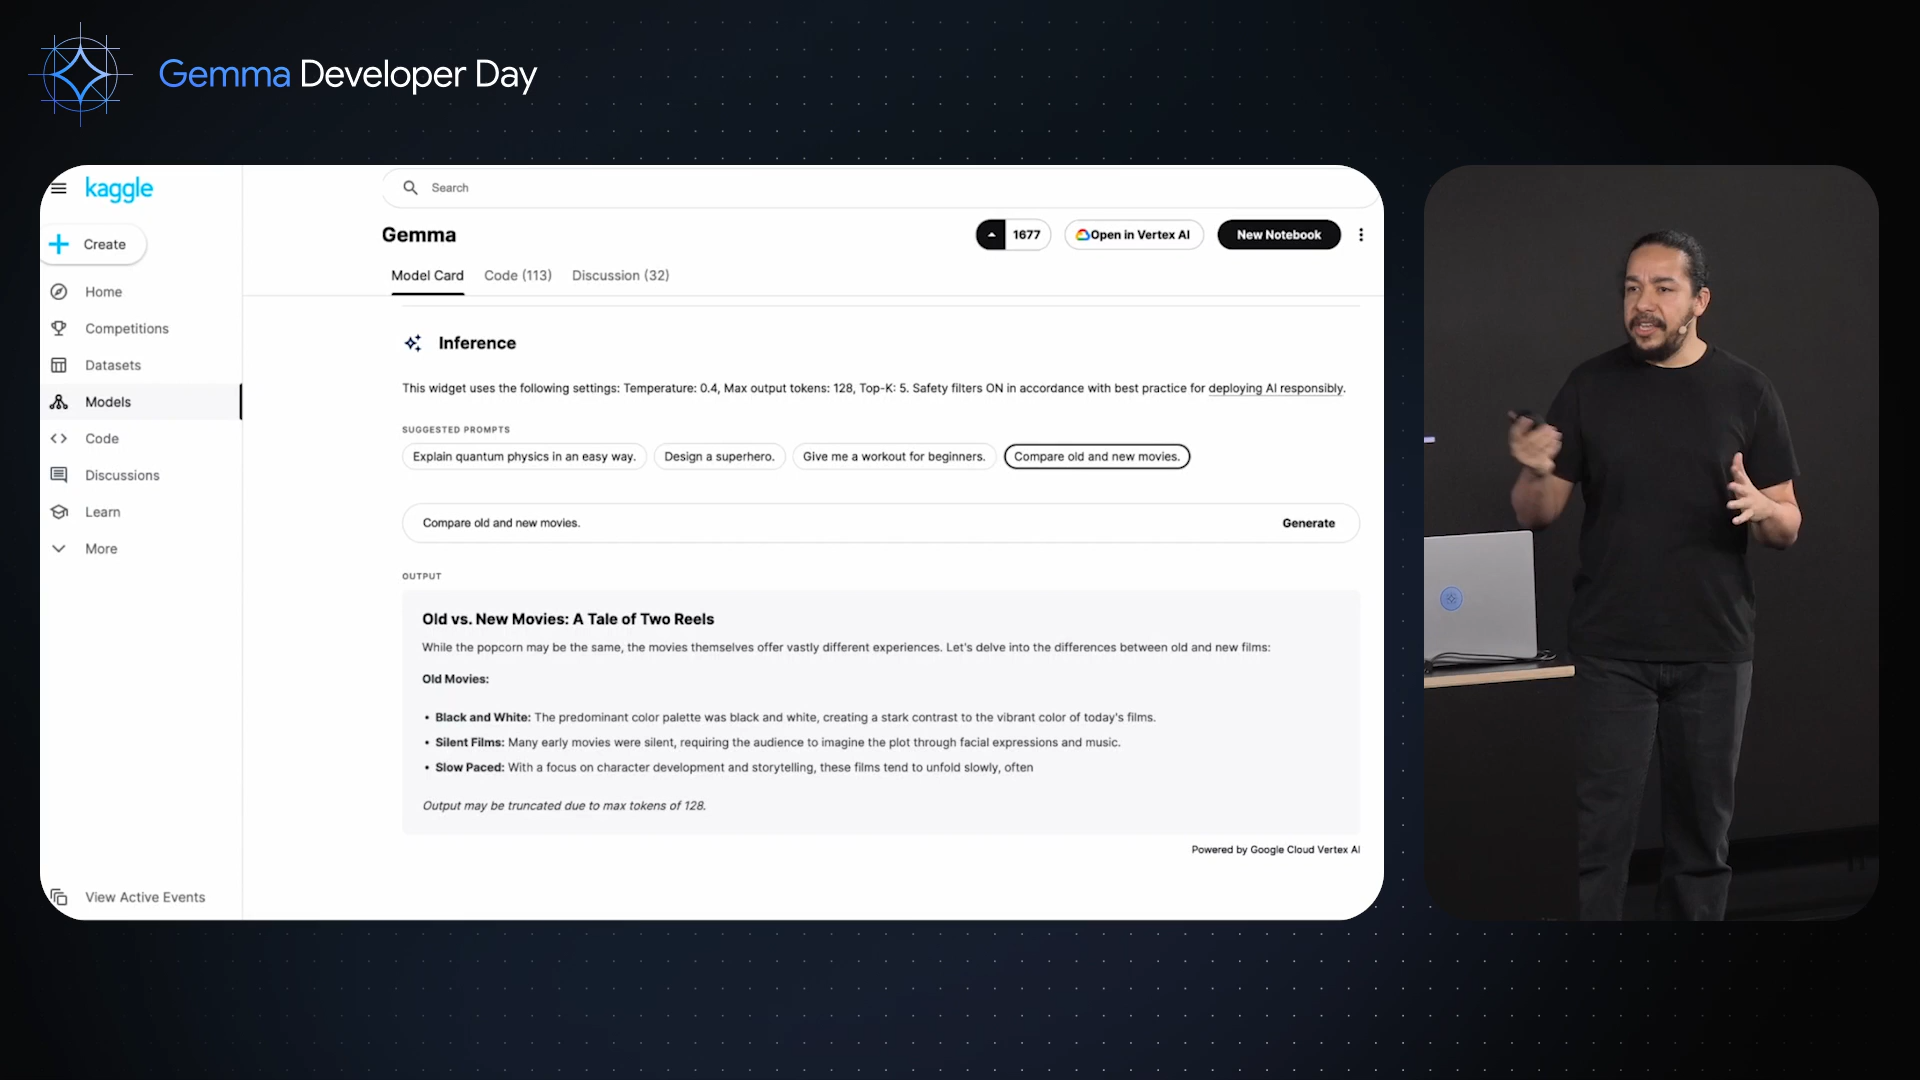 Gemma Developer Day
kaggle
Search
Create
Gemma
1677
Open in Vertex AI
New Notebook
Home
Model Card
Code (113)
Discussion (32)
Competitions
Datasets
Models
Code
Discussions
Learn
More
View Active Events
Inference
This widget uses the following settings: Temperature: 0.4, Max output tokens: 128, Top-K: 5. Safety filters ON in accordance with best practice for deploying AI responsibly.
SUGGESTED PROMPTS
Explain quantum physics in an easy way.
Design a superhero.
Give me a workout for beginners.
Compare old and new movies.
Compare old and new movies.
Generate
OUTPUT
Old vs. New Movies: A Tale of Two Reels
While the popcorn may be the same, the movies themselves offer vastly different experiences. Let's delve into the differences between old and new films:
Old Movies:
• Black and White: The predominant color palette was black and white, creating a stark contrast to the vibrant color of today's films.
• Silent Films: Many early movies were silent, requiring the audience to imagine the plot through facial expressions and music.
• Slow Paced: With a focus on character development and storytelling, these films tend to unfold slowly, often
Output may be truncated due to max tokens of 128.
Powered by Google Cloud Vertex AI